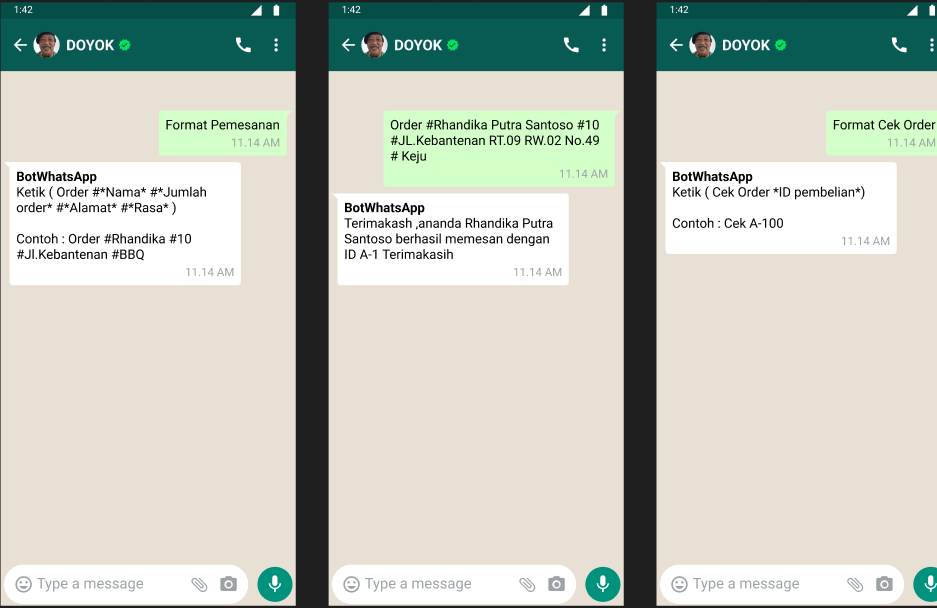 1:42
DOYOK
Format Pemesanan
11.14 AM
BotWhatsApp
Ketik ( Order #*Nama* #*Jumlah
order* #*Alamat* #*Rasa* )
Contoh : Order #Rhandika #10
#Jl.Kebantenan #BBQ
11.14 AM
Type a message
1:42
DOYOK
Order #Rhandika Putra Santoso #10
#JL.Kebantenan RT.09 RW.02 No.49
# Keju
11.14 AM
BotWhatsApp
Terimakash ,ananda Rhandika Putra
Santoso berhasil memesan dengan
ID A-1 Terimakasih
11.14 AM
Type a message
1:42
DOYOK
Format Cek Order
11.14 AM
BotWhatsApp
Ketik ( Cek Order *ID pembelian*)
Contoh : Cek A-100
11.14 AM
Type a message